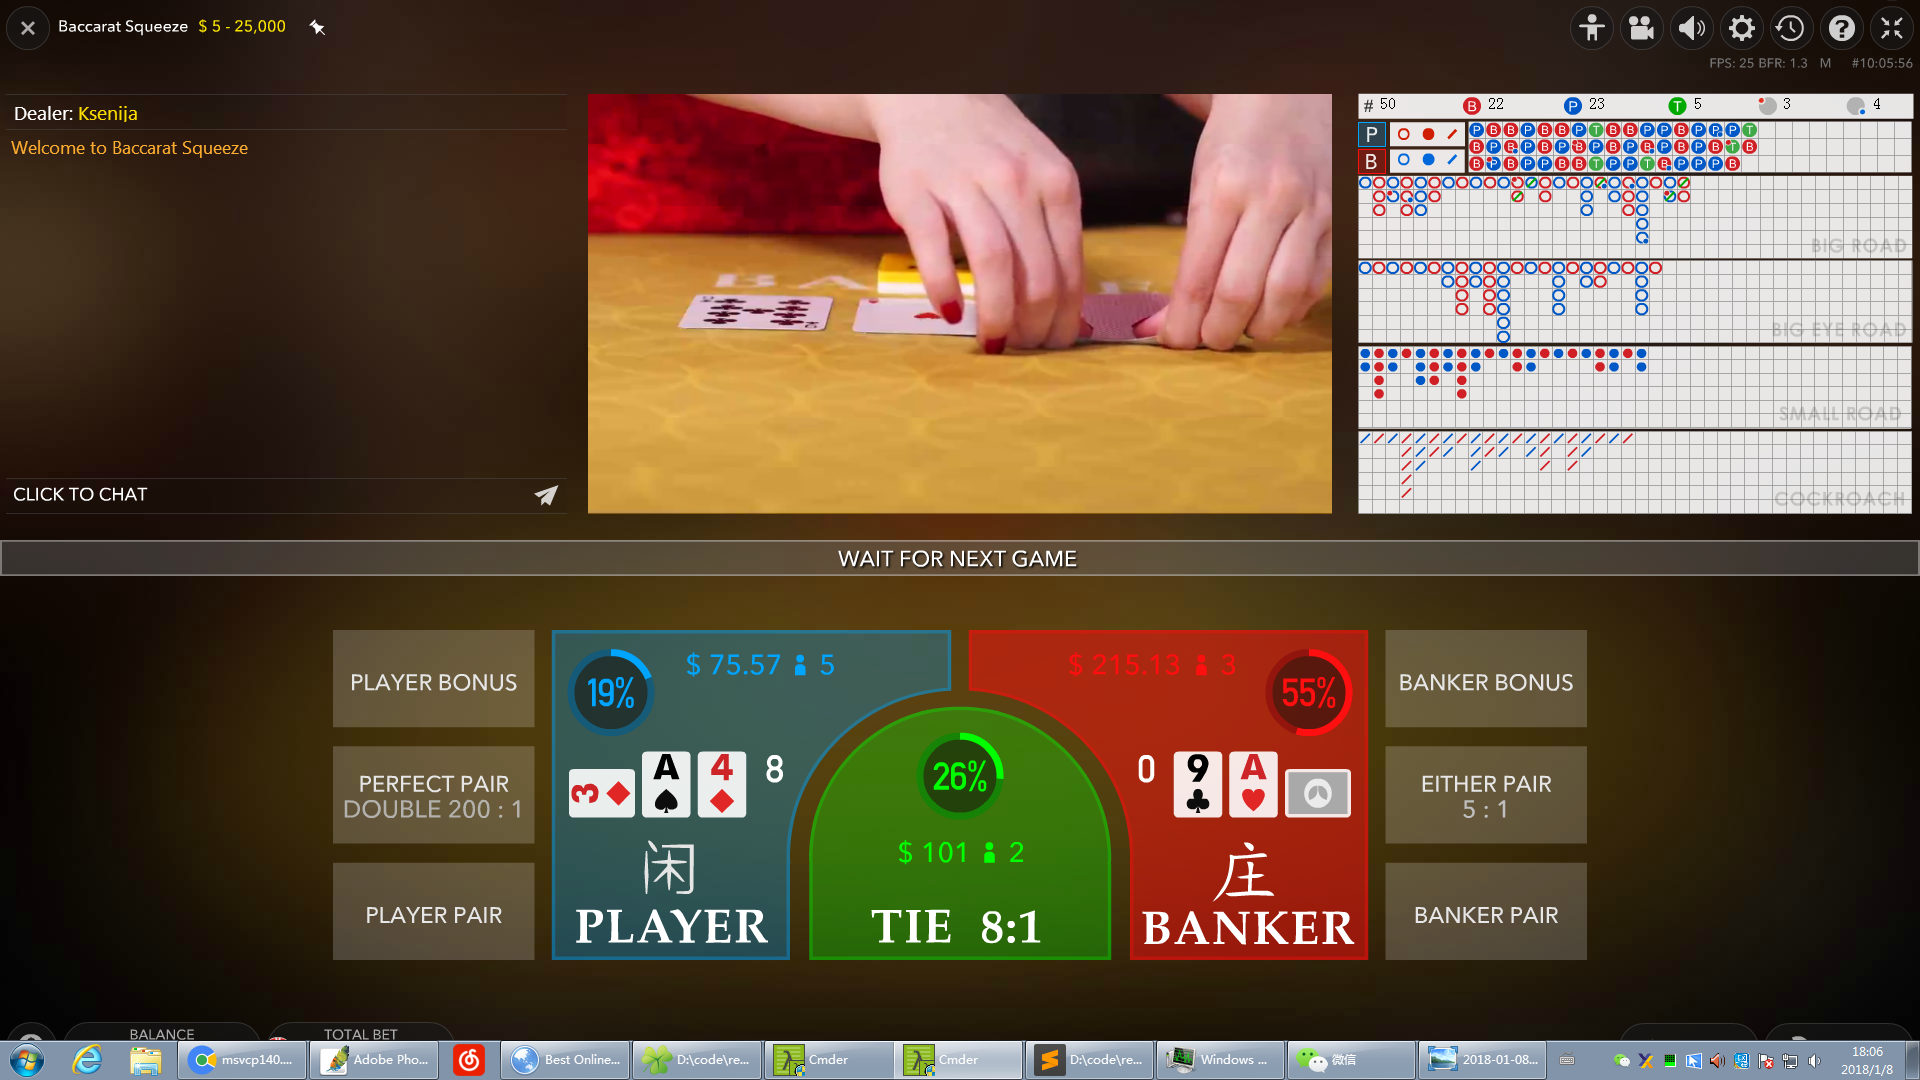 Baccarat Squeeze $ 5 - 25,000
FPS: 25 BFR: 1.3 M #10:05:56
Dealer: Ksenija
Welcome to Baccarat Squeeze
CLICK TO CHAT
# 50 B 22 P 23 T 5 3 4
P
B
P B B P B B P T B B P P B P P P T
B P B B P B B P B P B P B P B T B
B P B P P B B T P P T B P P P B
BIG ROAD
BIG EYE ROAD
SMALL ROAD
COCKROACH
WAIT FOR NEXT GAME
PLAYER BONUS
PERFECT PAIR
DOUBLE 200 : 1
PLAYER PAIR
19% $ 75.57 5
3 A 4 8
闲
PLAYER
26%
$ 101 2
TIE 8:1
$ 215.13 3 55%
0 9 A
庄
BANKER
BANKER BONUS
EITHER PAIR
5 : 1
BANKER PAIR
BALANCE
TOTAL BET
msvcp140....
Adobe Pho...
Best Online...
D:\code\re...
Cmder
Cmder
D:\code\re...
Windows ...
微信
2018-01-08...
18:06
2018/1/8